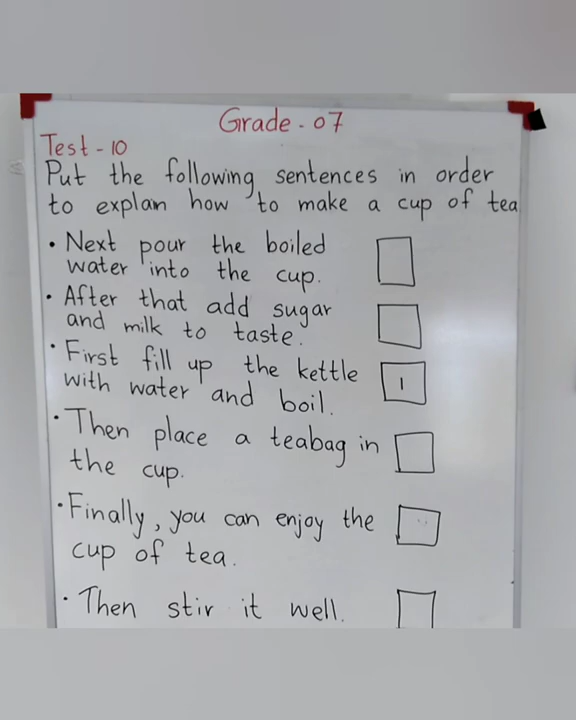 Grade - 07
Test - 10
Put the following sentences in order
to explain how to make a cup of tea
• Next pour the boiled
water into the cup.
• After that add sugar
and milk to taste.
• First fill up the kettle
with water and boil.
1
• Then place a teabag in
the cup.
• Finally, you can enjoy the
cup of tea.
• Then stir it well.